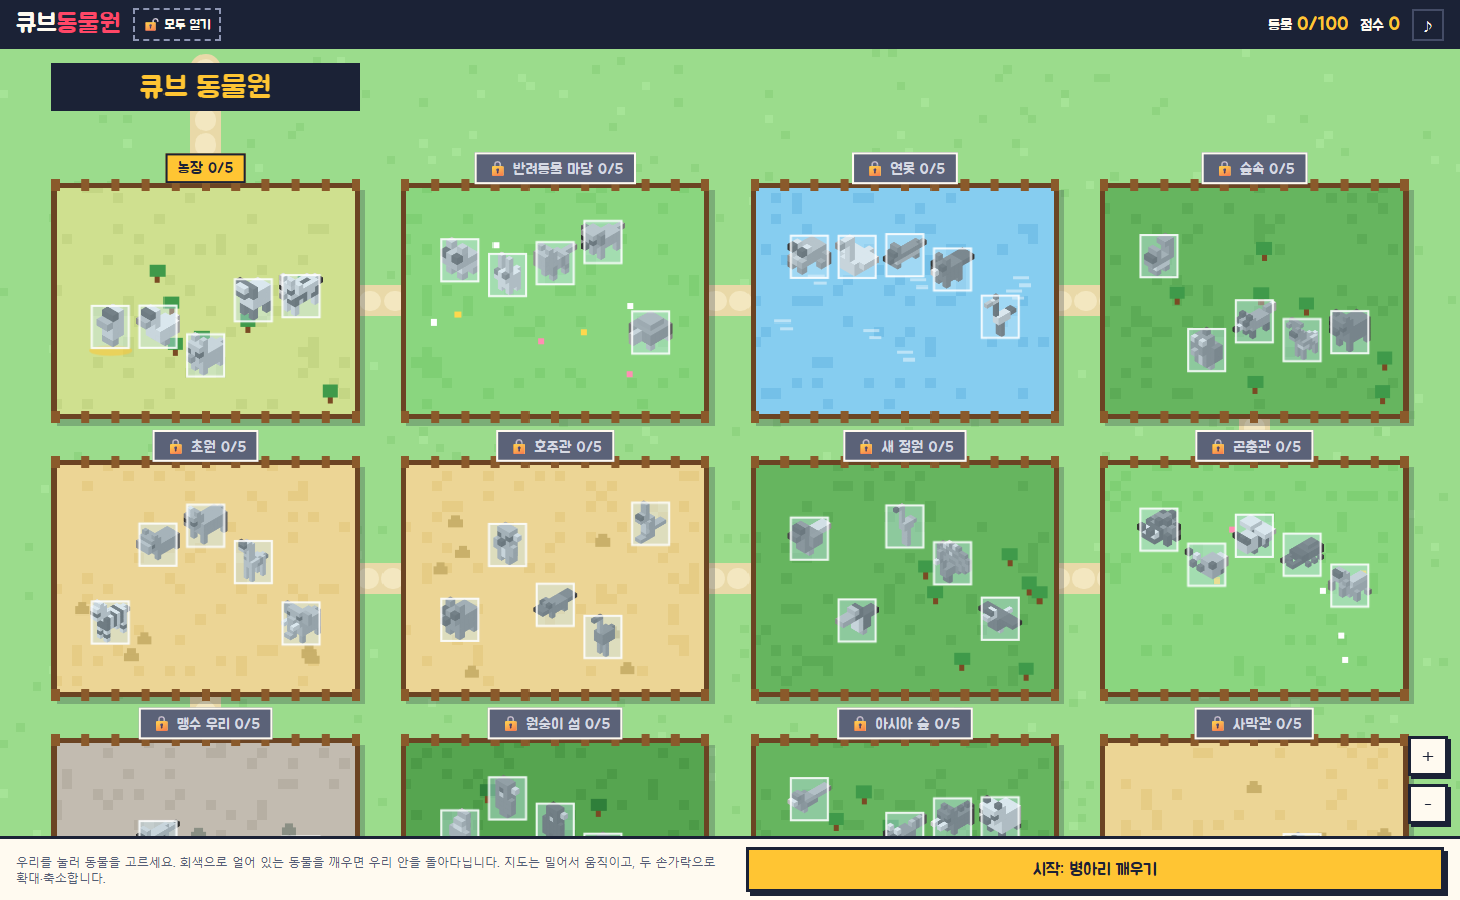 큐브동물원
모두 열기
동물 0/100 점수 0
♪
큐브 동물원
농장 0/5
반려동물 마당 0/5
연못 0/5
숲속 0/5
초원 0/5
호주관 0/5
새 정원 0/5
곤충관 0/5
맹수 우리 0/5
원숭이 섬 0/5
아시아 숲 0/5
사막관 0/5
+
-
우리를 눌러 동물을 고르세요. 회색으로 얼어 있는 동물을 깨우면 우리 안을 돌아다닙니다. 지도는 밀어서 움직이고, 두 손가락으로
확대·축소합니다.
시작: 병아리 깨우기